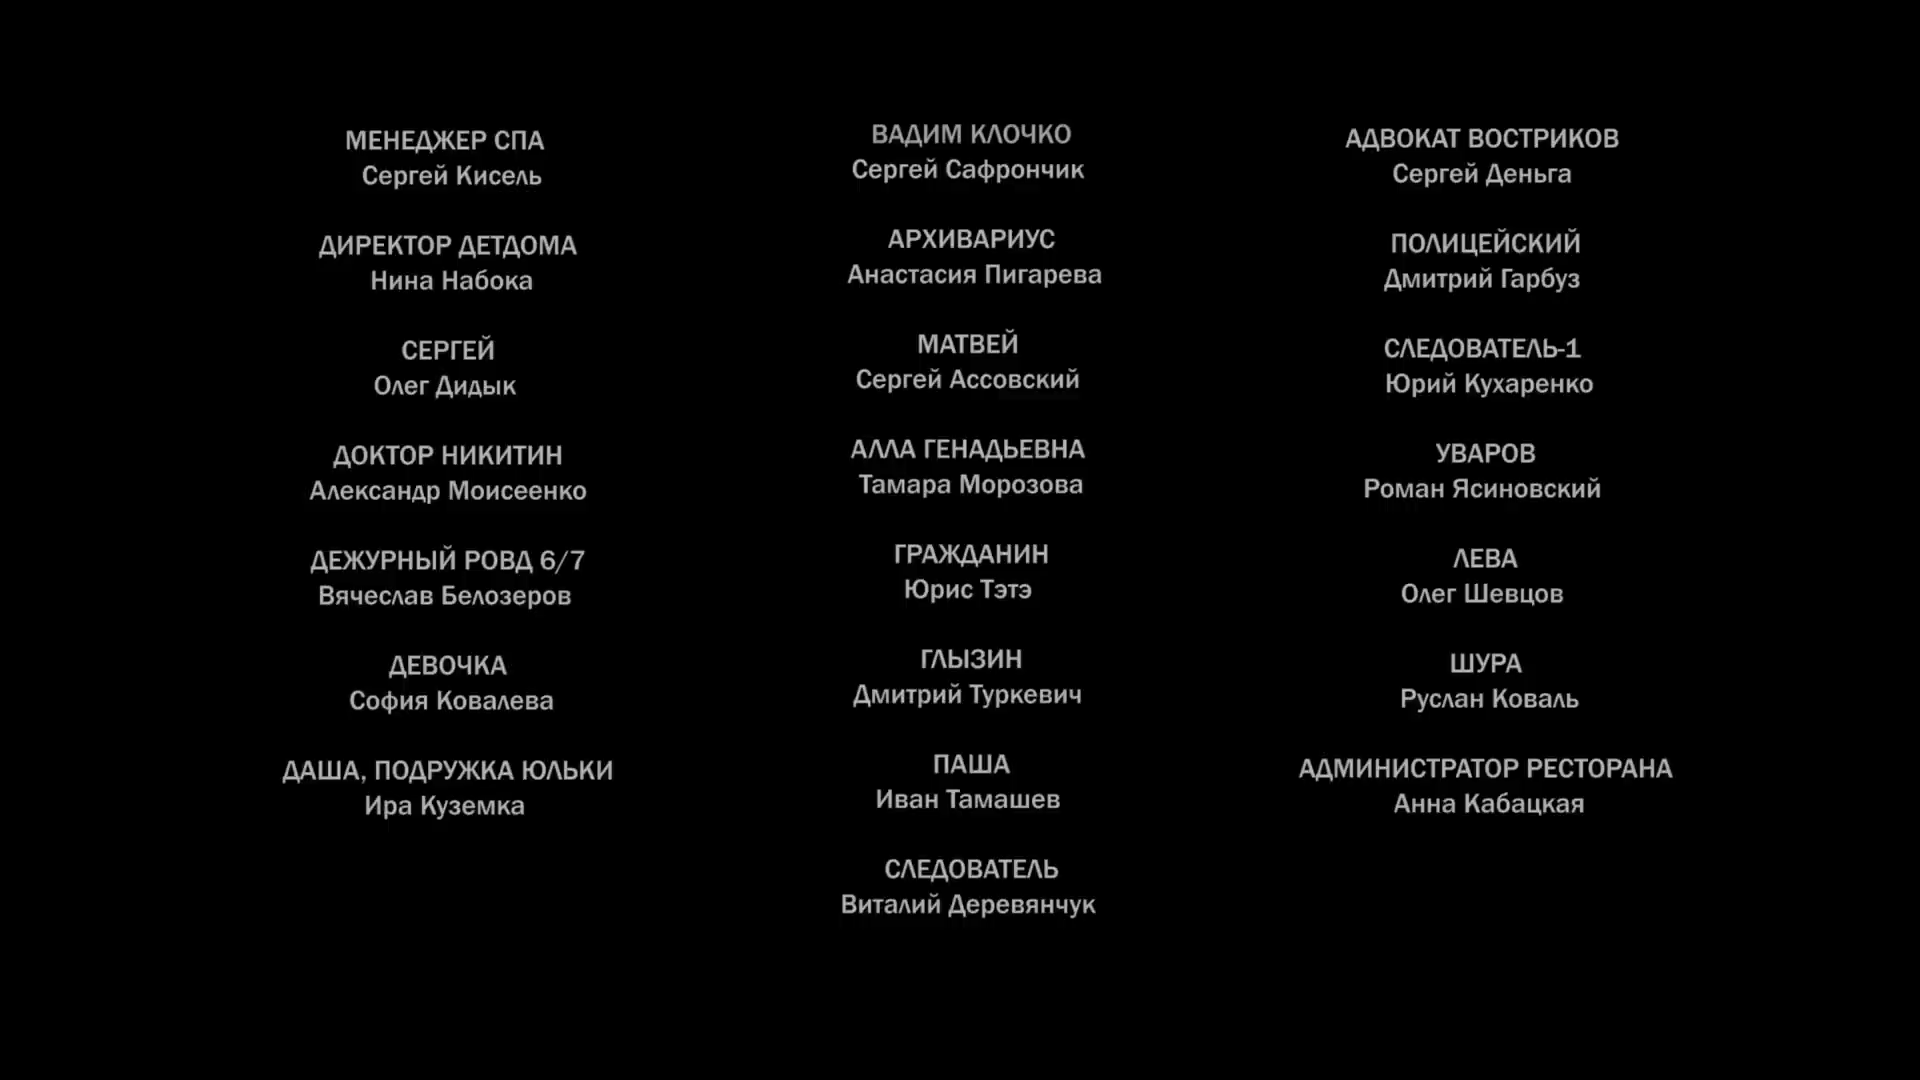 МЕНЕДЖЕР СПА
Сергей Кисель
ДИРЕКТОР ДЕТДОМА
Нина Набока
СЕРГЕЙ
Олег Дидык
ДОКТОР НИКИТИН
Александр Моисеенко
ДЕЖУРНЫЙ РОВД 6/7
Вячеслав Белозеров
ДЕВОЧКА
София Ковалева
ДАША, ПОДРУЖКА ЮЛЬКИ
Ира Куземка
ВАДИМ КЛОЧКО
Сергей Сафрончик
АРХИВАРИУС
Анастасия Пигарева
МАТВЕЙ
Сергей Ассовский
АЛЛА ГЕНАДЬЕВНА
Тамара Морозова
ГРАЖДАНИН
Юрис Тэтэ
ГЛЫЗИН
Дмитрий Туркевич
ПАША
Иван Тамашев
СЛЕДОВАТЕЛЬ
Виталий Деревянчук
АДВОКАТ ВОСТРИКОВ
Сергей Деньга
ПОЛИЦЕЙСКИЙ
Дмитрий Гарбуз
СЛЕДОВАТЕЛЬ-1
Юрий Кухаренко
УВАРОВ
Роман Ясиновский
ЛЕВА
Олег Шевцов
ШУРА
Руслан Коваль
АДМИНИСТРАТОР РЕСТОРАНА
Анна Кабацкая